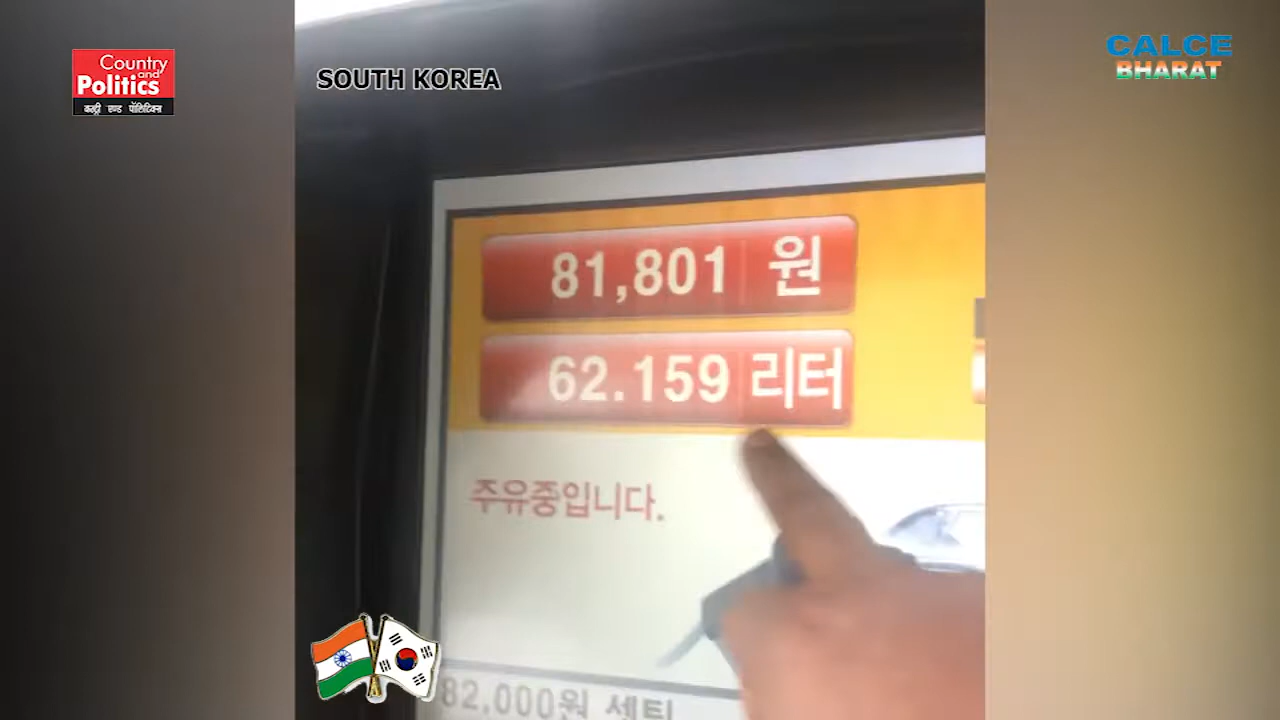 Country
and
Politics
कन्ट्री एण्ड पॉलिटिक्स
SOUTH KOREA
CALCE
BHARAT
81,801 원
62.159 리터
주유중입니다.
82,000원 세팅